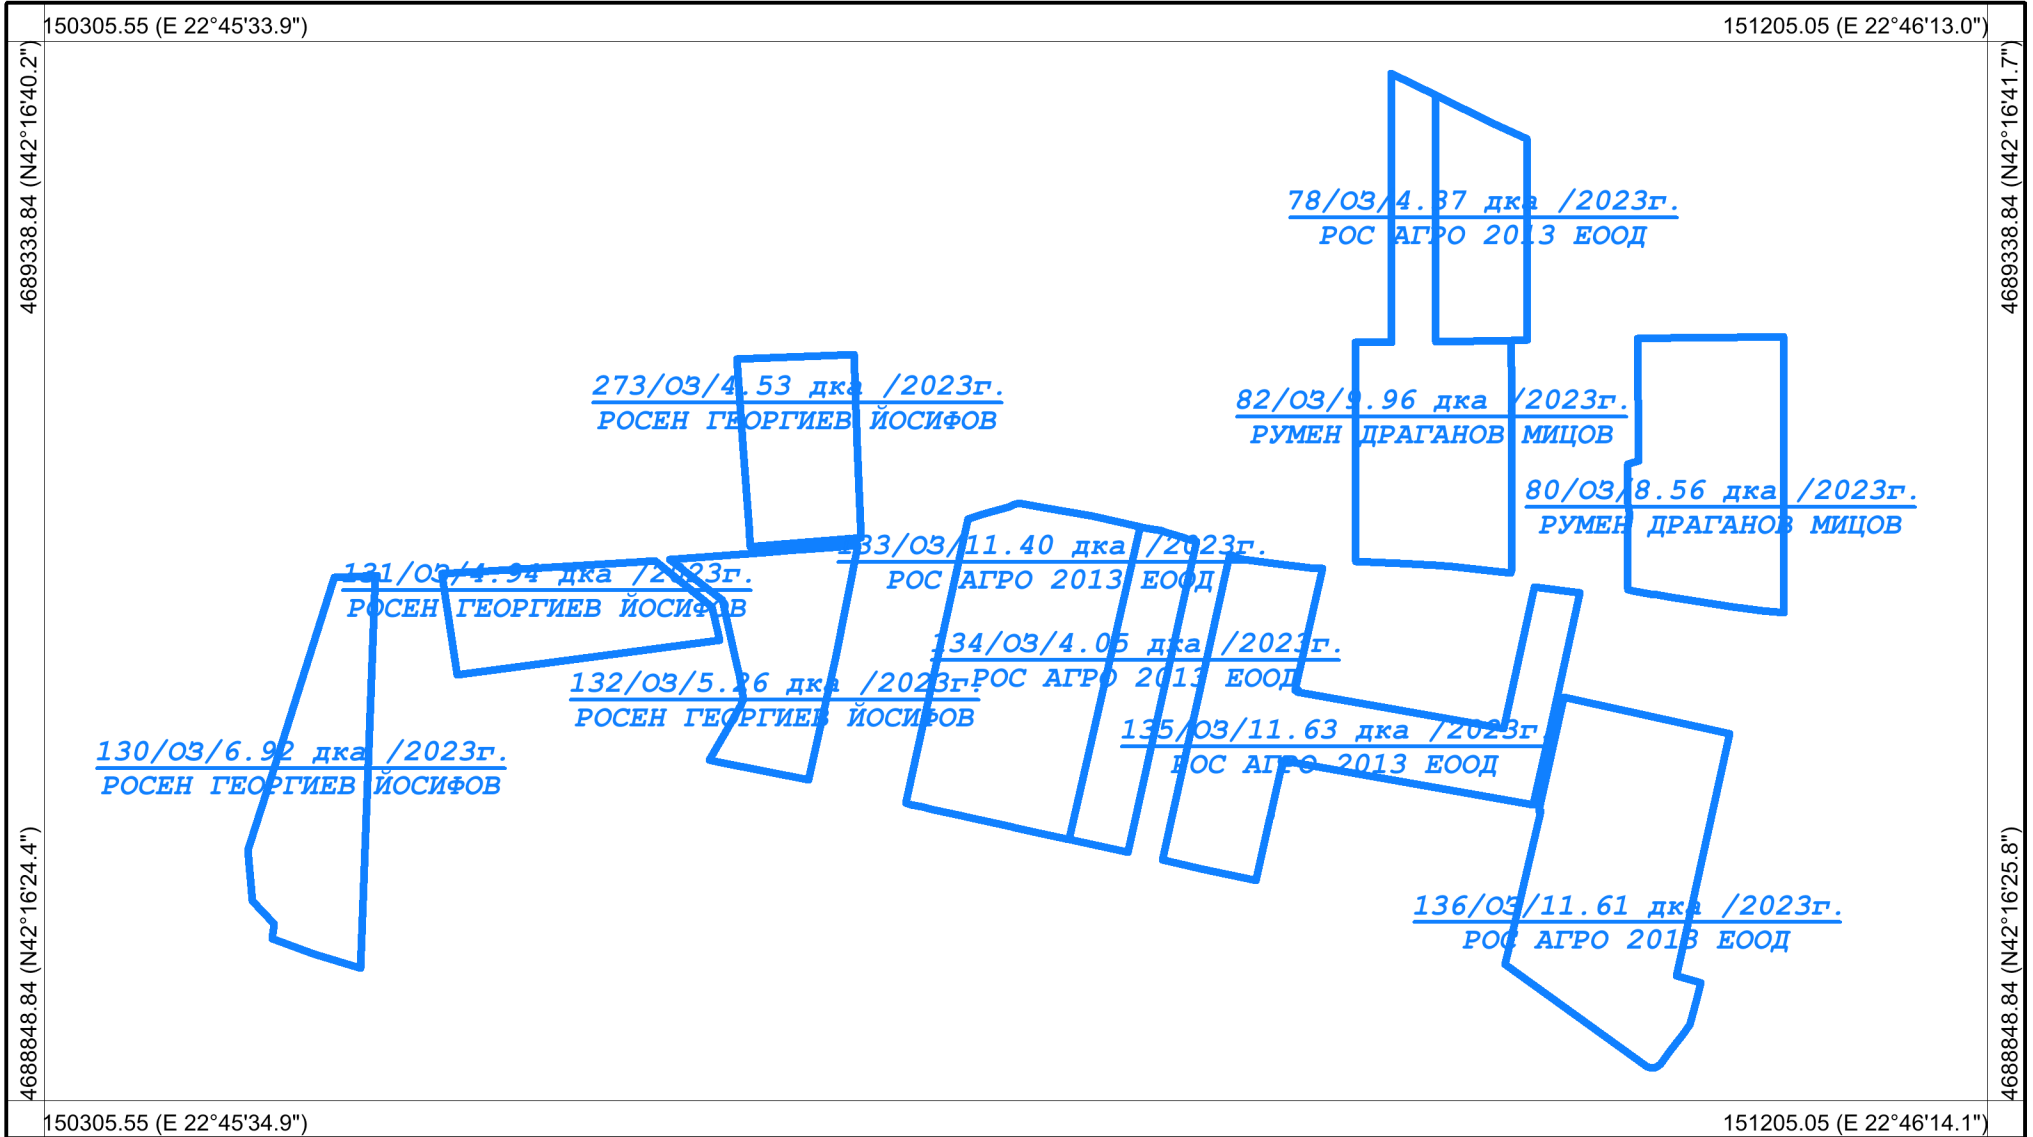 150305.55 (E 22°45'33.9")
151205.05 (E 22°46'13.0")
4689338.84 (N42°16'40.2")
4689338.84 (N42°16'41.7")
78/ОЗ/4.87 дка /2023г.
РОС АГРО 2013 ЕООД
273/ОЗ/4.53 дка /2023г.
РОСЕН ГЕОРГИЕВ ЙОСИФОВ
82/ОЗ/9.96 дка /2023г.
РУМЕН ДРАГАНОВ МИЦОВ
80/ОЗ/8.56 дка /2023г.
РУМЕН ДРАГАНОВ МИЦОВ
133/ОЗ/11.40 дка /2023г.
РОС АГРО 2013 ЕООД
131/ОЗ/4.94 дка /2023г.
РОСЕН ГЕОРГИЕВ ЙОСИФОВ
134/ОЗ/4.05 дка /2023г.
РОС АГРО 2013 ЕООД
132/ОЗ/5.26 дка /2023г.
РОСЕН ГЕОРГИЕВ ЙОСИФОВ
135/ОЗ/11.63 дка /2023г.
РОС АГРО 2013 ЕООД
130/ОЗ/6.92 дка /2023г.
РОСЕН ГЕОРГИЕВ ЙОСИФОВ
136/ОЗ/11.61 дка /2023г.
РОС АГРО 2013 ЕООД
4688848.84 (N42°16'24.4")
4688848.84 (N42°16'25.8")
150305.55 (E 22°45'34.9")
151205.05 (E 22°46'14.1")